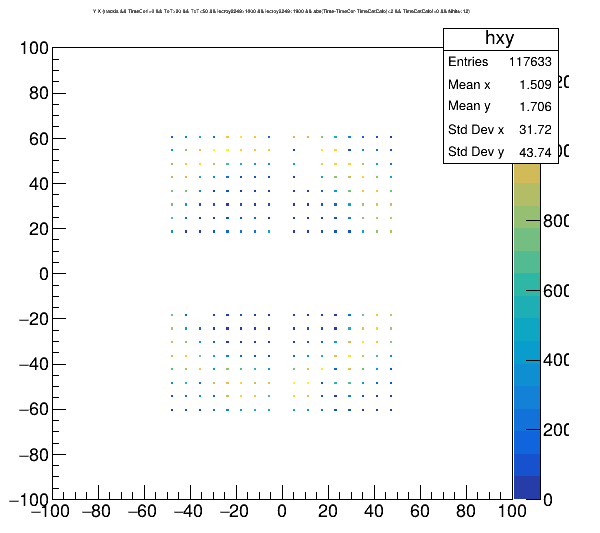 hxy
Entries 117633
Mean x 1.509
Mean y 1.706
Std Dev x 31.72
Std Dev y 43.74
100
80
60
40
20
0
−20
−40
−60
−80
−100
−100 −80 −60 −40 −20 0 20 40 60 80 100
800
600
400
200
0